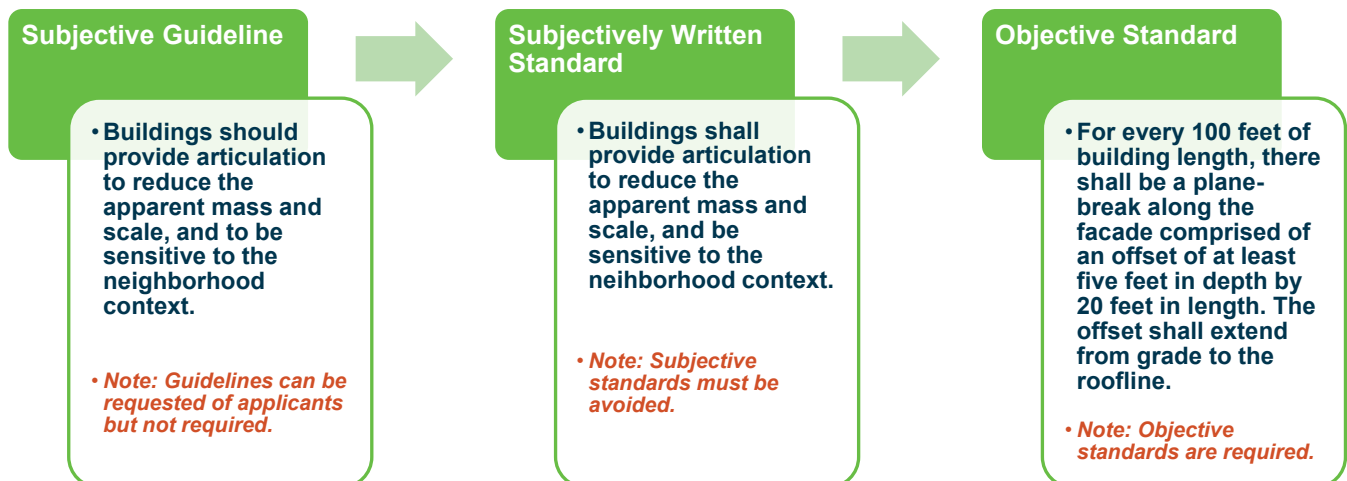 Subjective Guideline
• Buildings should
provide articulation
to reduce the
apparent mass and
scale, and to be
sensitive to the
neighborhood
context.
• Note: Guidelines can be
requested of applicants
but not required.
Subjectively Written
Standard
• Buildings shall
provide articulation
to reduce the
apparent mass and
scale, and be
sensitive to the
neihborhood context.
• Note: Subjective
standards must be
avoided.
Objective Standard
• For every 100 feet of
building length, there
shall be a plane-
break along the
facade comprised of
an offset of at least
five feet in depth by
20 feet in length. The
offset shall extend
from grade to the
roofline.
• Note: Objective
standards are required.